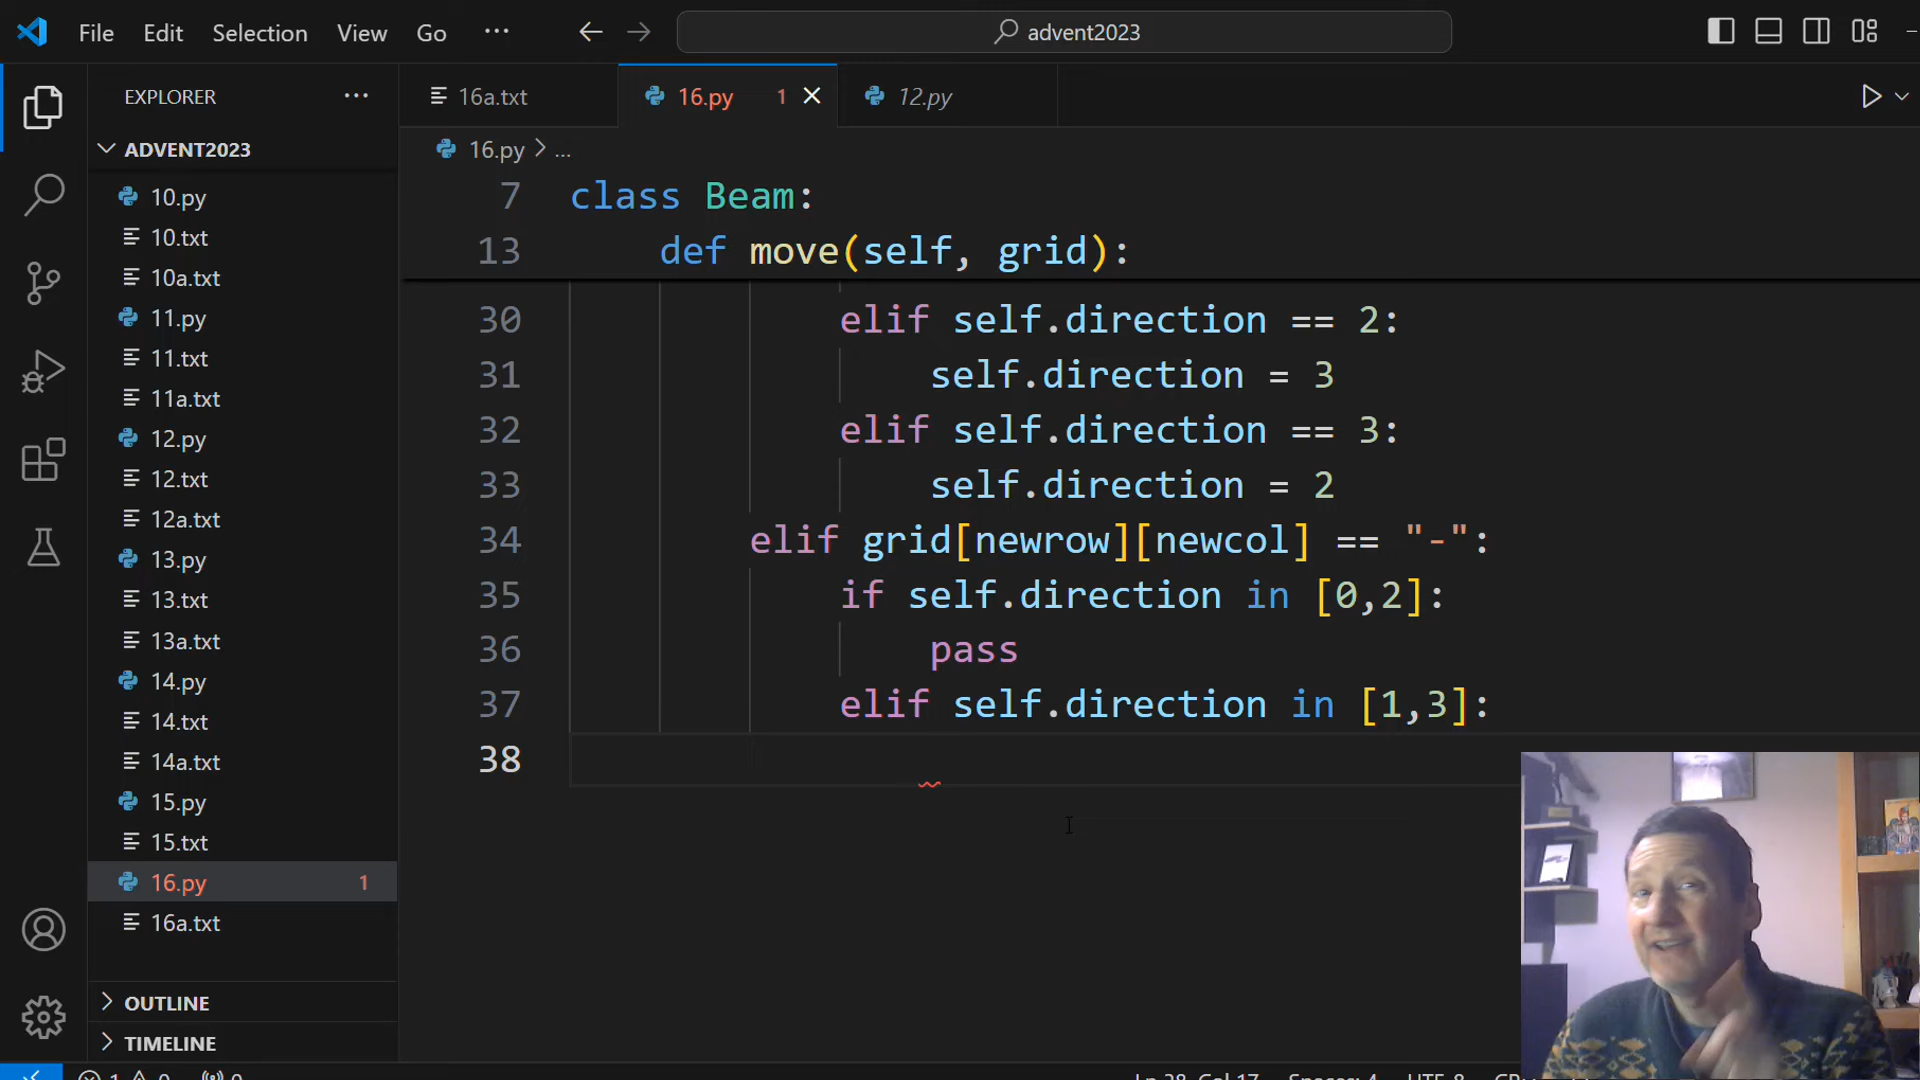 File Edit Selection View Go ... advent2023
EXPLORER ...
ADVENT2023
10.py
10.txt
10a.txt
11.py
11.txt
11a.txt
12.py
12.txt
12a.txt
13.py
13.txt
13a.txt
14.py
14.txt
14a.txt
15.py
15.txt
16.py 1
16a.txt
OUTLINE
TIMELINE
16a.txt 16.py 1 12.py
16.py > ...
7 class Beam:
13 def move(self, grid):
30 elif self.direction == 2:
31 self.direction = 3
32 elif self.direction == 3:
33 self.direction = 2
34 elif grid[newrow][newcol] == "-":
35 if self.direction in [0,2]:
36 pass
37 elif self.direction in [1,3]:
38